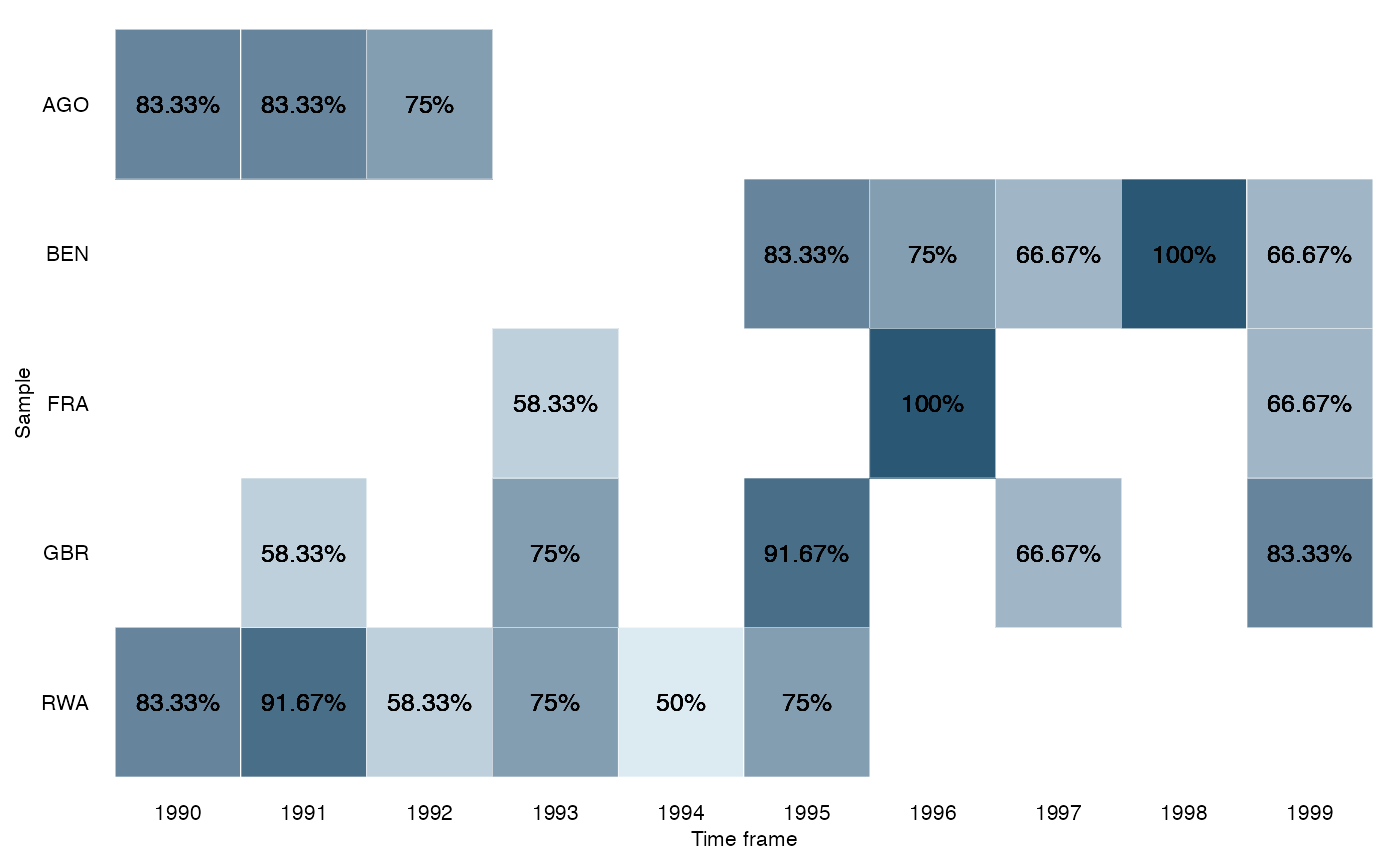 AGO 83.33% 83.33% 75%
BEN 83.33% 75% 66.67% 100% 66.67%
Sample
FRA 58.33% 100% 66.67%
GBR 58.33% 75% 91.67% 66.67% 83.33%
RWA 83.33% 91.67% 58.33% 75% 50% 75%
1990 1991 1992 1993 1994 1995 1996 1997 1998 1999
Time frame